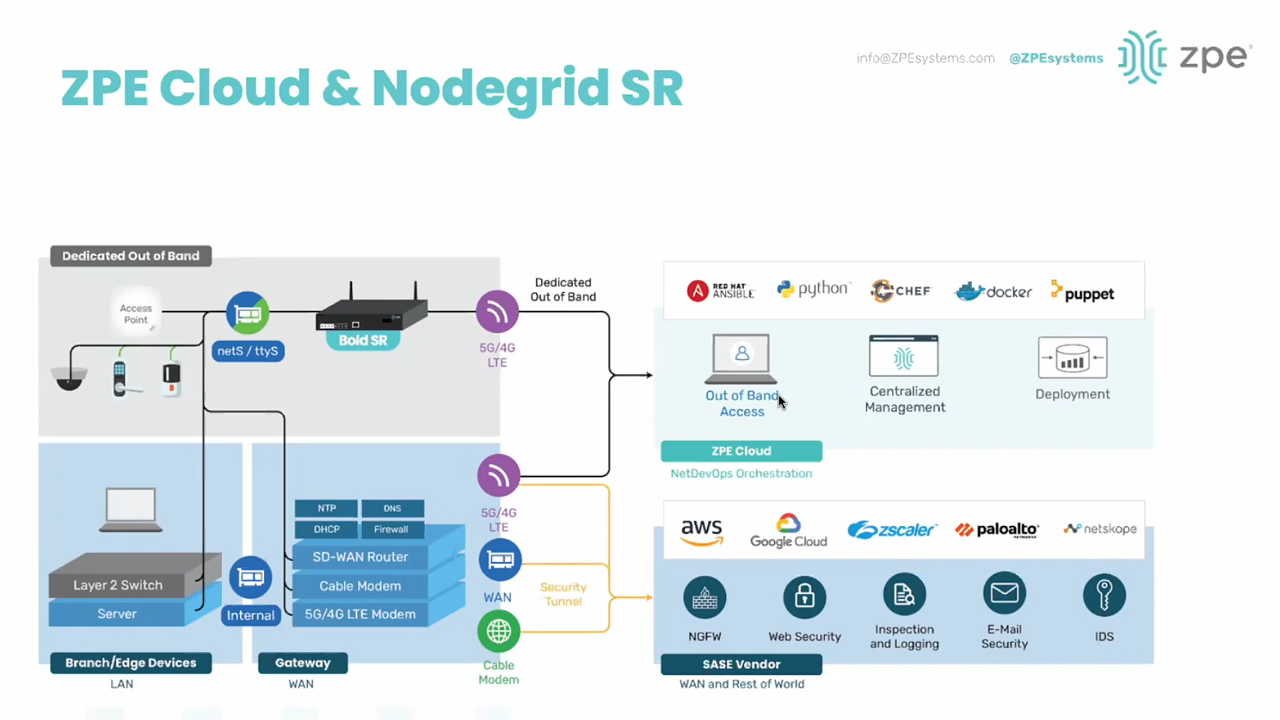 info@ZPEsystems.com @ZPEsystems zpe
ZPE Cloud & Nodegrid SR
Dedicated Out of Band
Access
Point
netS / ttyS
Bold SR
5G/4G
LTE
Dedicated
Out of Band
RED HAT
ANSIBLE
python
CHEF
docker
puppet
Out of Band
Access
Centralized
Management
Deployment
ZPE Cloud
NetDevOps Orchestration
Layer 2 Switch
Server
Internal
NTP
DNS
DHCP
Firewall
SD-WAN Router
Cable Modem
5G/4G LTE Modem
5G/4G
LTE
WAN
Cable
Modem
Security
Tunnel
Branch/Edge Devices
LAN
Gateway
WAN
aws
Google Cloud
zscaler
paloalto
NETWORKS
netskope
NGFW
Web Security
Inspection
and Logging
E-Mail
Security
IDS
SASE Vendor
WAN and Rest of World